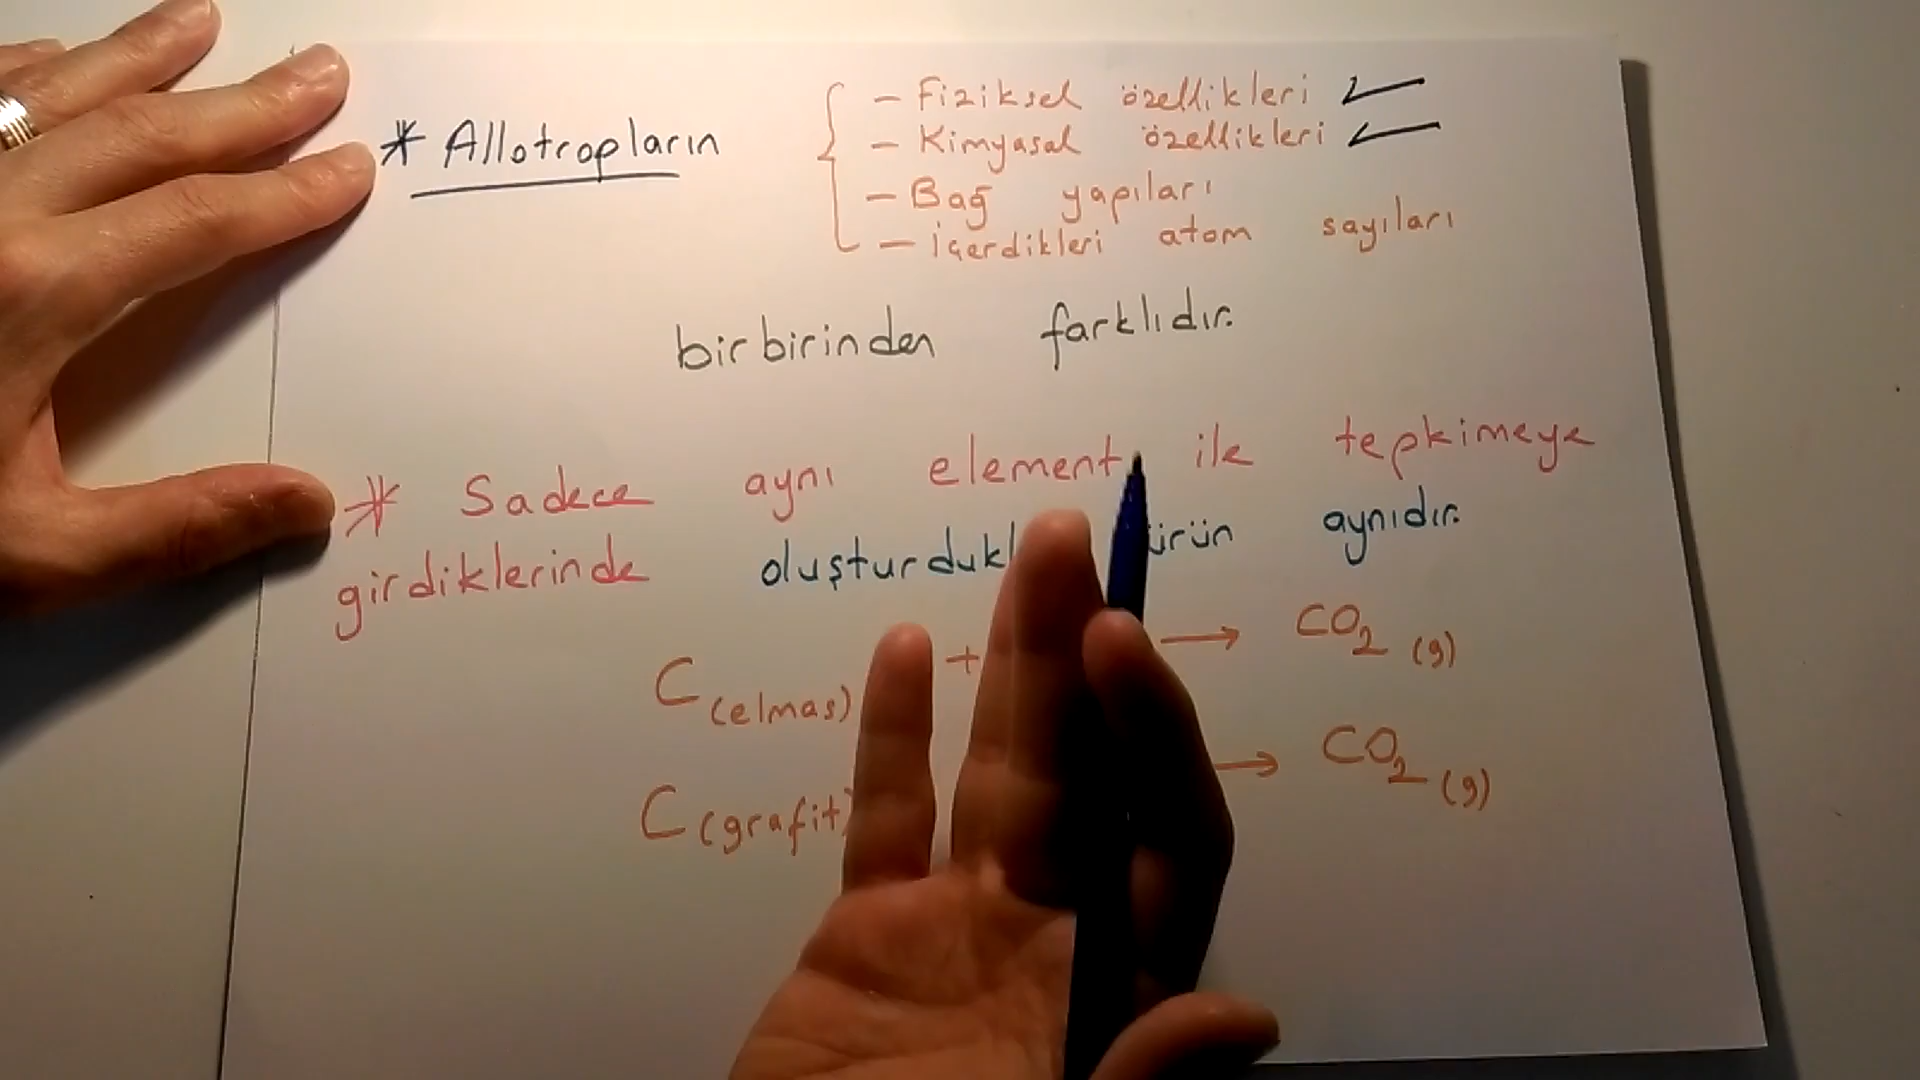 * Allotropların
- Fiziksel özellikleri
- Kimyasal özellikleri
- Bağ yapıları
- İçerdikleri atom sayıları
birbirinden farklıdır.
* Sadece aynı element ile tepkimeye
girdiklerinde ürün aynıdır.
C(elmas) + → CO2 (g)
C(grafit) → CO2 (g)